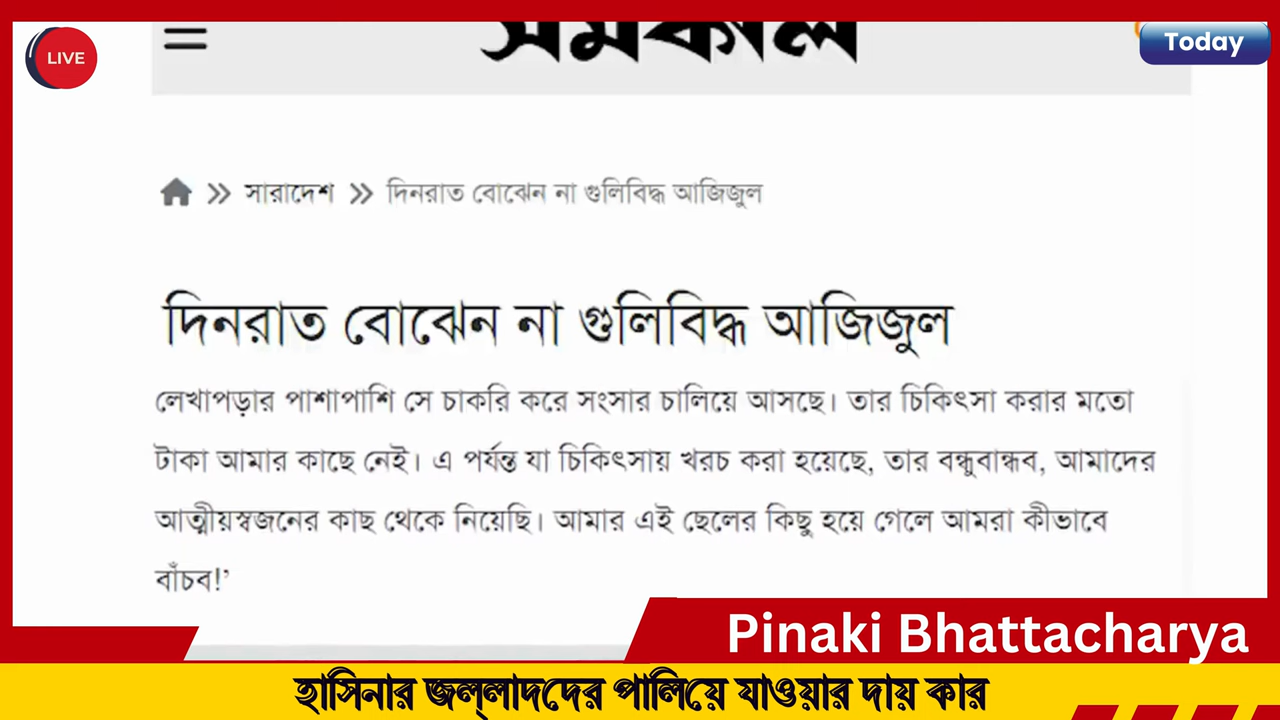 LIVE
সমকাল
Today
সারাদেশ >> দিনরাত বোঝেন না গুলিবিদ্ধ আজিজুল
দিনরাত বোঝেন না গুলিবিদ্ধ আজিজুল
লেখাপড়ার পাশাপাশি সে চাকরি করে সংসার চালিয়ে আসছে। তার চিকিৎসা করার মতো
টাকা আমার কাছে নেই। এ পর্যন্ত যা চিকিৎসায় খরচ করা হয়েছে, তার বন্ধুবান্ধব, আমাদের
আত্মীয়স্বজনের কাছ থেকে নিয়েছি। আমার এই ছেলের কিছু হয়ে গেলে আমরা কীভাবে
বাঁচব!’
Pinaki Bhattacharya
হাসিনার জল্লাদদের পালিয়ে যাওয়ার দায় কার